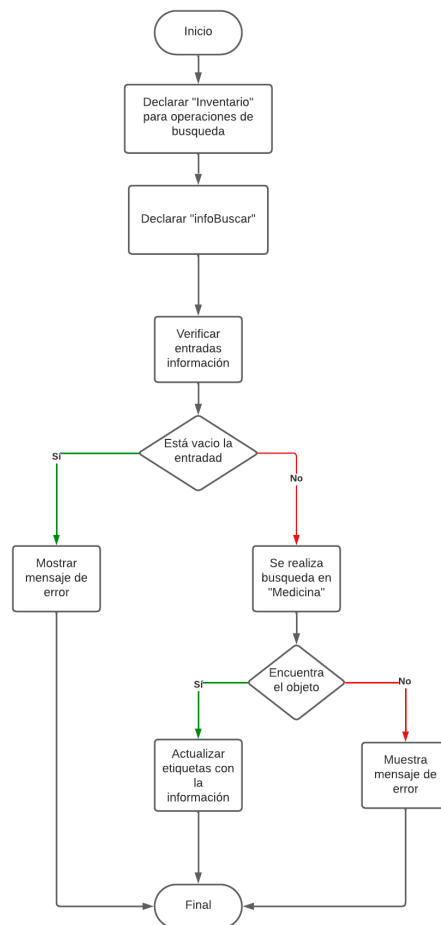 Inicio
Declarar "Inventario"
para operaciones de
busqueda
Declarar "infoBuscar"
Verificar
entradas
información
Está vacio la
entradad
Sí
No
Mostrar
mensaje de
error
Se realiza
busqueda en
"Medicina"
Encuentra
el objeto
Sí
No
Actualizar
etiquetas con
la
información
Muestra
mensaje de
error
Final